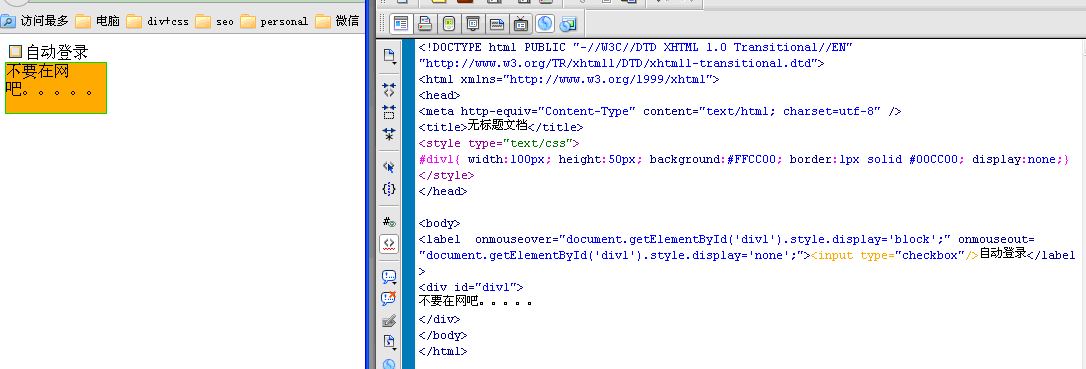 访问最多 电脑 div+css seo personal 微信
自动登录
不要在网
吧。。。。。
<!DOCTYPE html PUBLIC "-//W3C//DTD XHTML 1.0 Transitional//EN"
"http://www.w3.org/TR/xhtml1/DTD/xhtml1-transitional.dtd">
<html xmlns="http://www.w3.org/1999/xhtml">
<head>
<meta http-equiv="Content-Type" content="text/html; charset=utf-8" />
<title>无标题文档</title>
<style type="text/css">
#div1{ width:100px; height:50px; background:#FFCC00; border:1px solid #00CC00; display:none;}
</style>
</head>
<body>
<label onmouseover="document.getElementById('div1').style.display='block';" onmouseout=
"document.getElementById('div1').style.display='none';"><input type="checkbox"/>自动登录</label
>
<div id="div1">
不要在网吧。。。。。
</div>
</body>
</html>